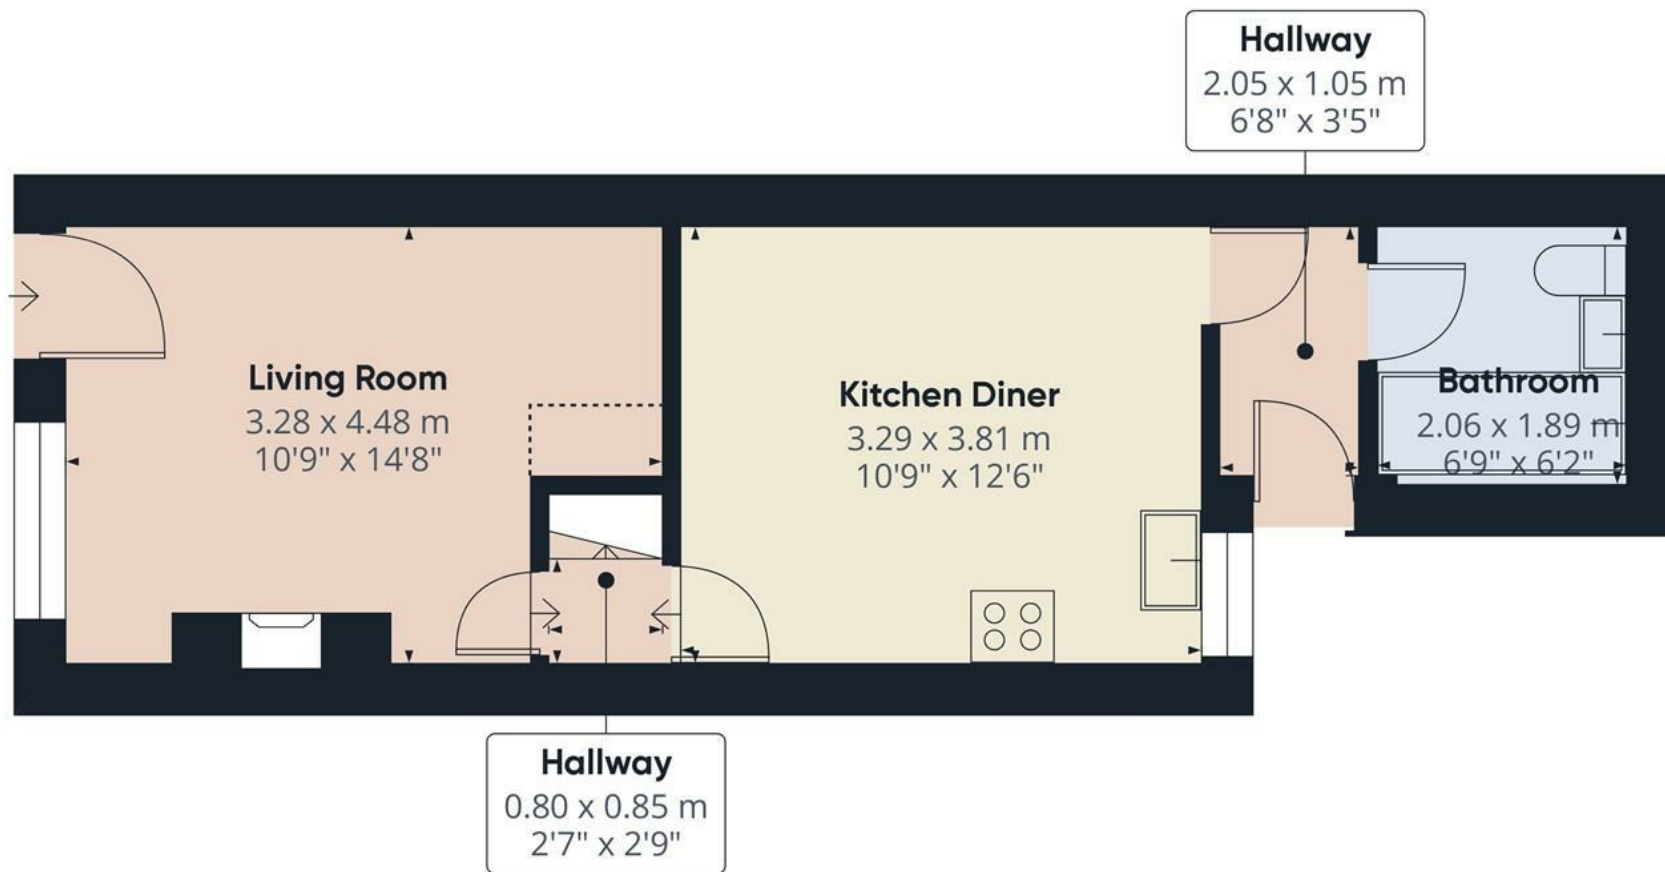 Hallway
2.05 x 1.05 m
6'8" x 3'5"
Living Room
3.28 x 4.48 m
10'9" x 14'8"
Kitchen Diner
3.29 x 3.81 m
10'9" x 12'6"
Bathroom
2.06 x 1.89 m
6'9" x 6'2"
Hallway
0.80 x 0.85 m
2'7" x 2'9"